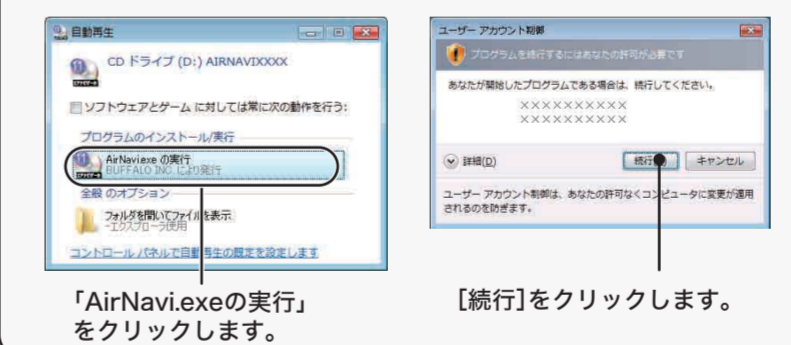 自動再生
CD ドライブ (D:) AIRNAVIXXXX
ソフトウェアとゲーム に対しては常に次の動作を行う:
プログラムのインストール/実行
AirNavi.exe の実行
BUFFALO INC. により発行
全般 のオプション
フォルダを開いてファイルを表示
-エクスプローラ使用
コントロール パネルで自動再生の既定を設定します
「AirNavi.exeの実行」
をクリックします。
ユーザー アカウント制御
プログラムを続行するにはあなたの許可が必要です
あなたが開始したプログラムである場合は、続行してください。
××××××××××
××××××××××
詳細(D)
続行
キャンセル
ユーザー アカウント制御は、あなたの許可なくコンピュータに変更が適用
されるのを防ぎます。
[続行]をクリックします。